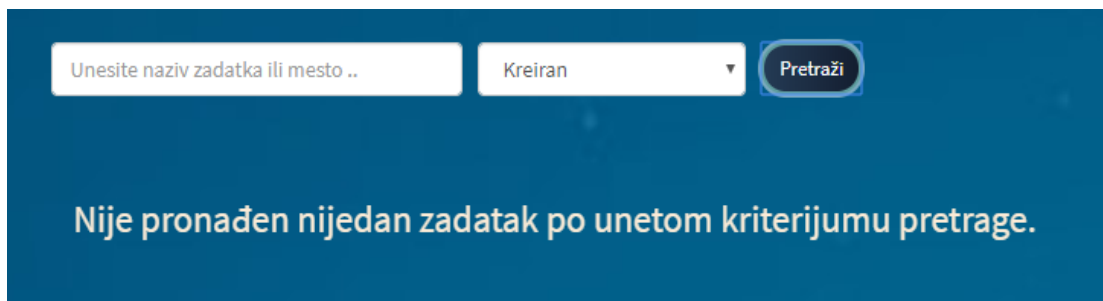 Unesite naziv zadatka ili mesto ..
Kreiran
Pretraži
Nije pronađen nijedan zadatak po unetom kriterijumu pretrage.